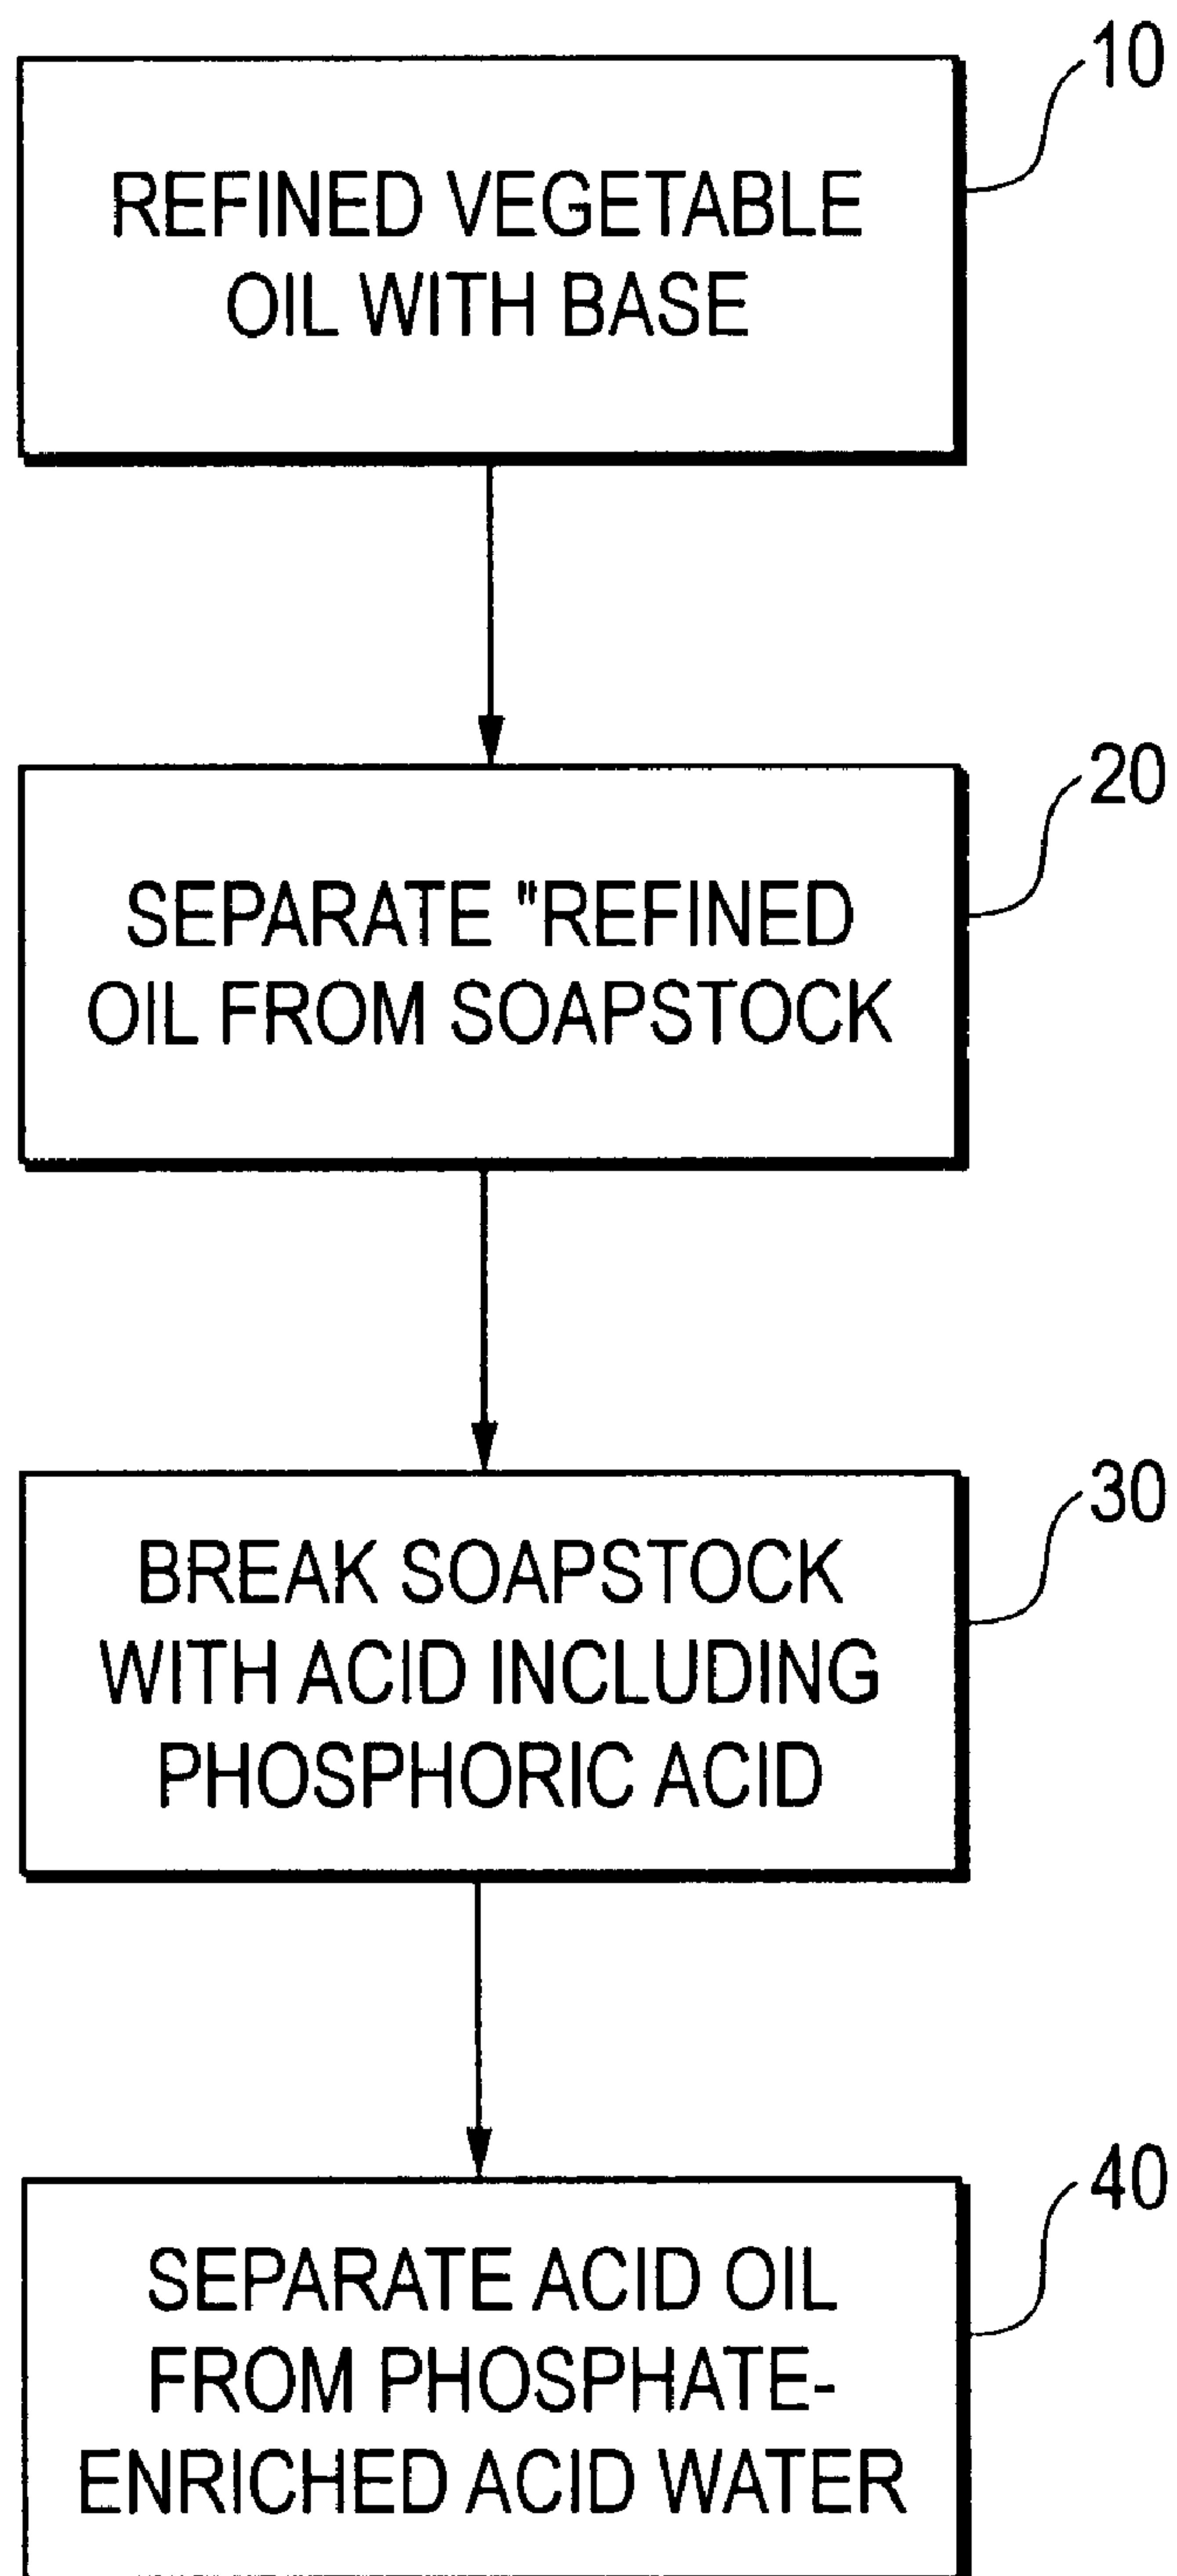 10
REFINED VEGETABLE
OIL WITH BASE
20
SEPARATE "REFINED
OIL FROM SOAPSTOCK
30
BREAK SOAPSTOCK
WITH ACID INCLUDING
PHOSPHORIC ACID
40
SEPARATE ACID OIL
FROM PHOSPHATE-
ENRICHED ACID WATER